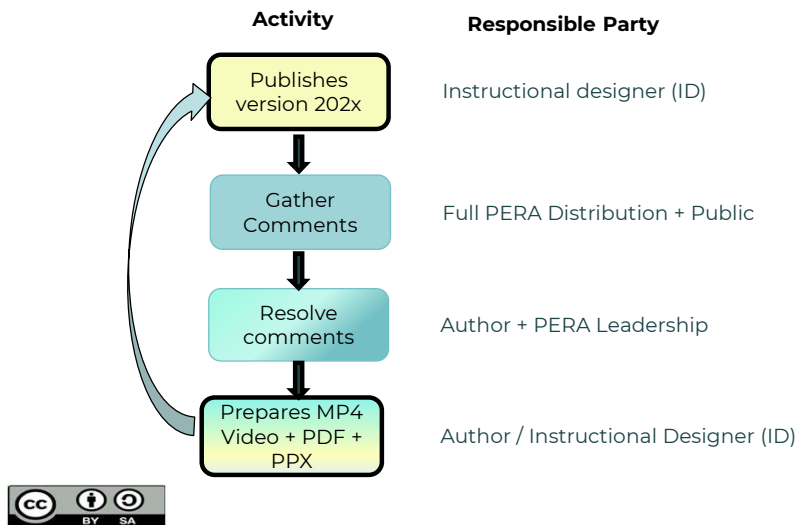 Activity
Responsible Party
Publishes
version 202x
Instructional designer (ID)
Gather
Comments
Full PERA Distribution + Public
Resolve
comments
Author + PERA Leadership
Prepares MP4
Video + PDF +
PPX
Author / Instructional Designer (ID)
cc
BY SA